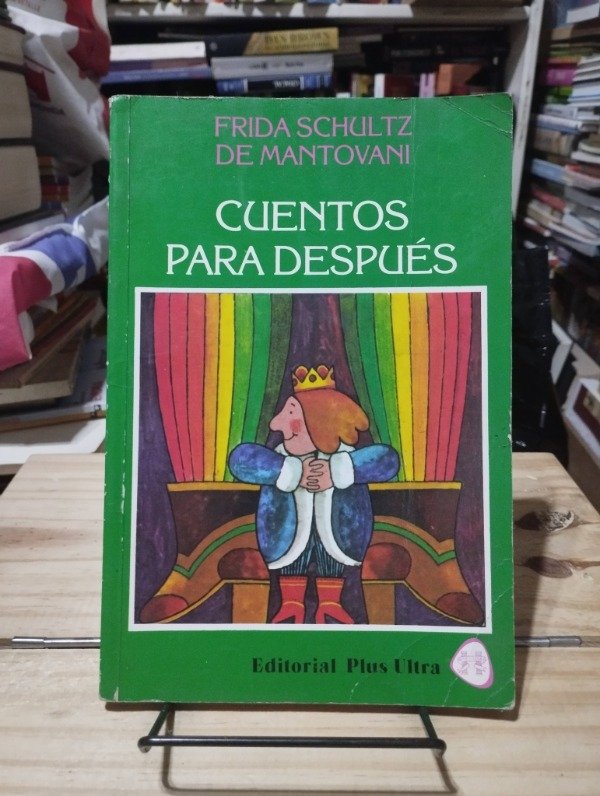 FRIDA SCHULTZ
DE MANTOVANI
CUENTOS
PARA DESPUÉS
Editorial Plus Ultra